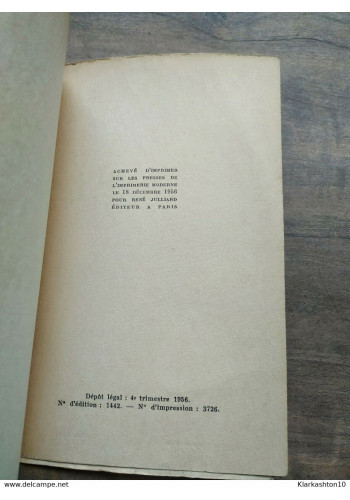 ACHEVÉ D'IMPRIMER
SUR LES PRESSES DE
L'IMPRIMERIE MODERNE
LE 18 DÉCEMBRE 1956
POUR RENÉ JULLIARD
ÉDITEUR A PARIS
Dépôt légal : 4e trimestre 1956.
N° d'édition : 1442. — N° d'impression : 3726.
www.delcampe.net
Klarkashton10